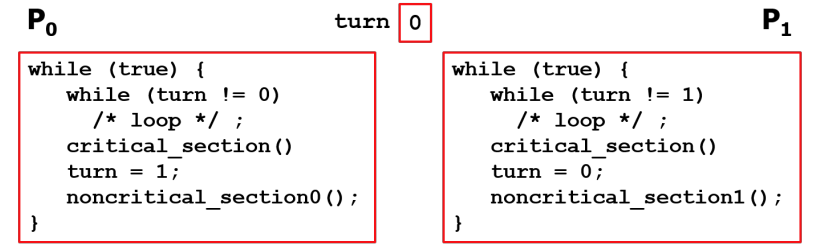 P0 turn 0 P1
while (true) {
while (turn != 0)
/* loop */ ;
critical_section()
turn = 1;
noncritical_section0();
}
while (true) {
while (turn != 1)
/* loop */ ;
critical_section()
turn = 0;
noncritical_section1();
}